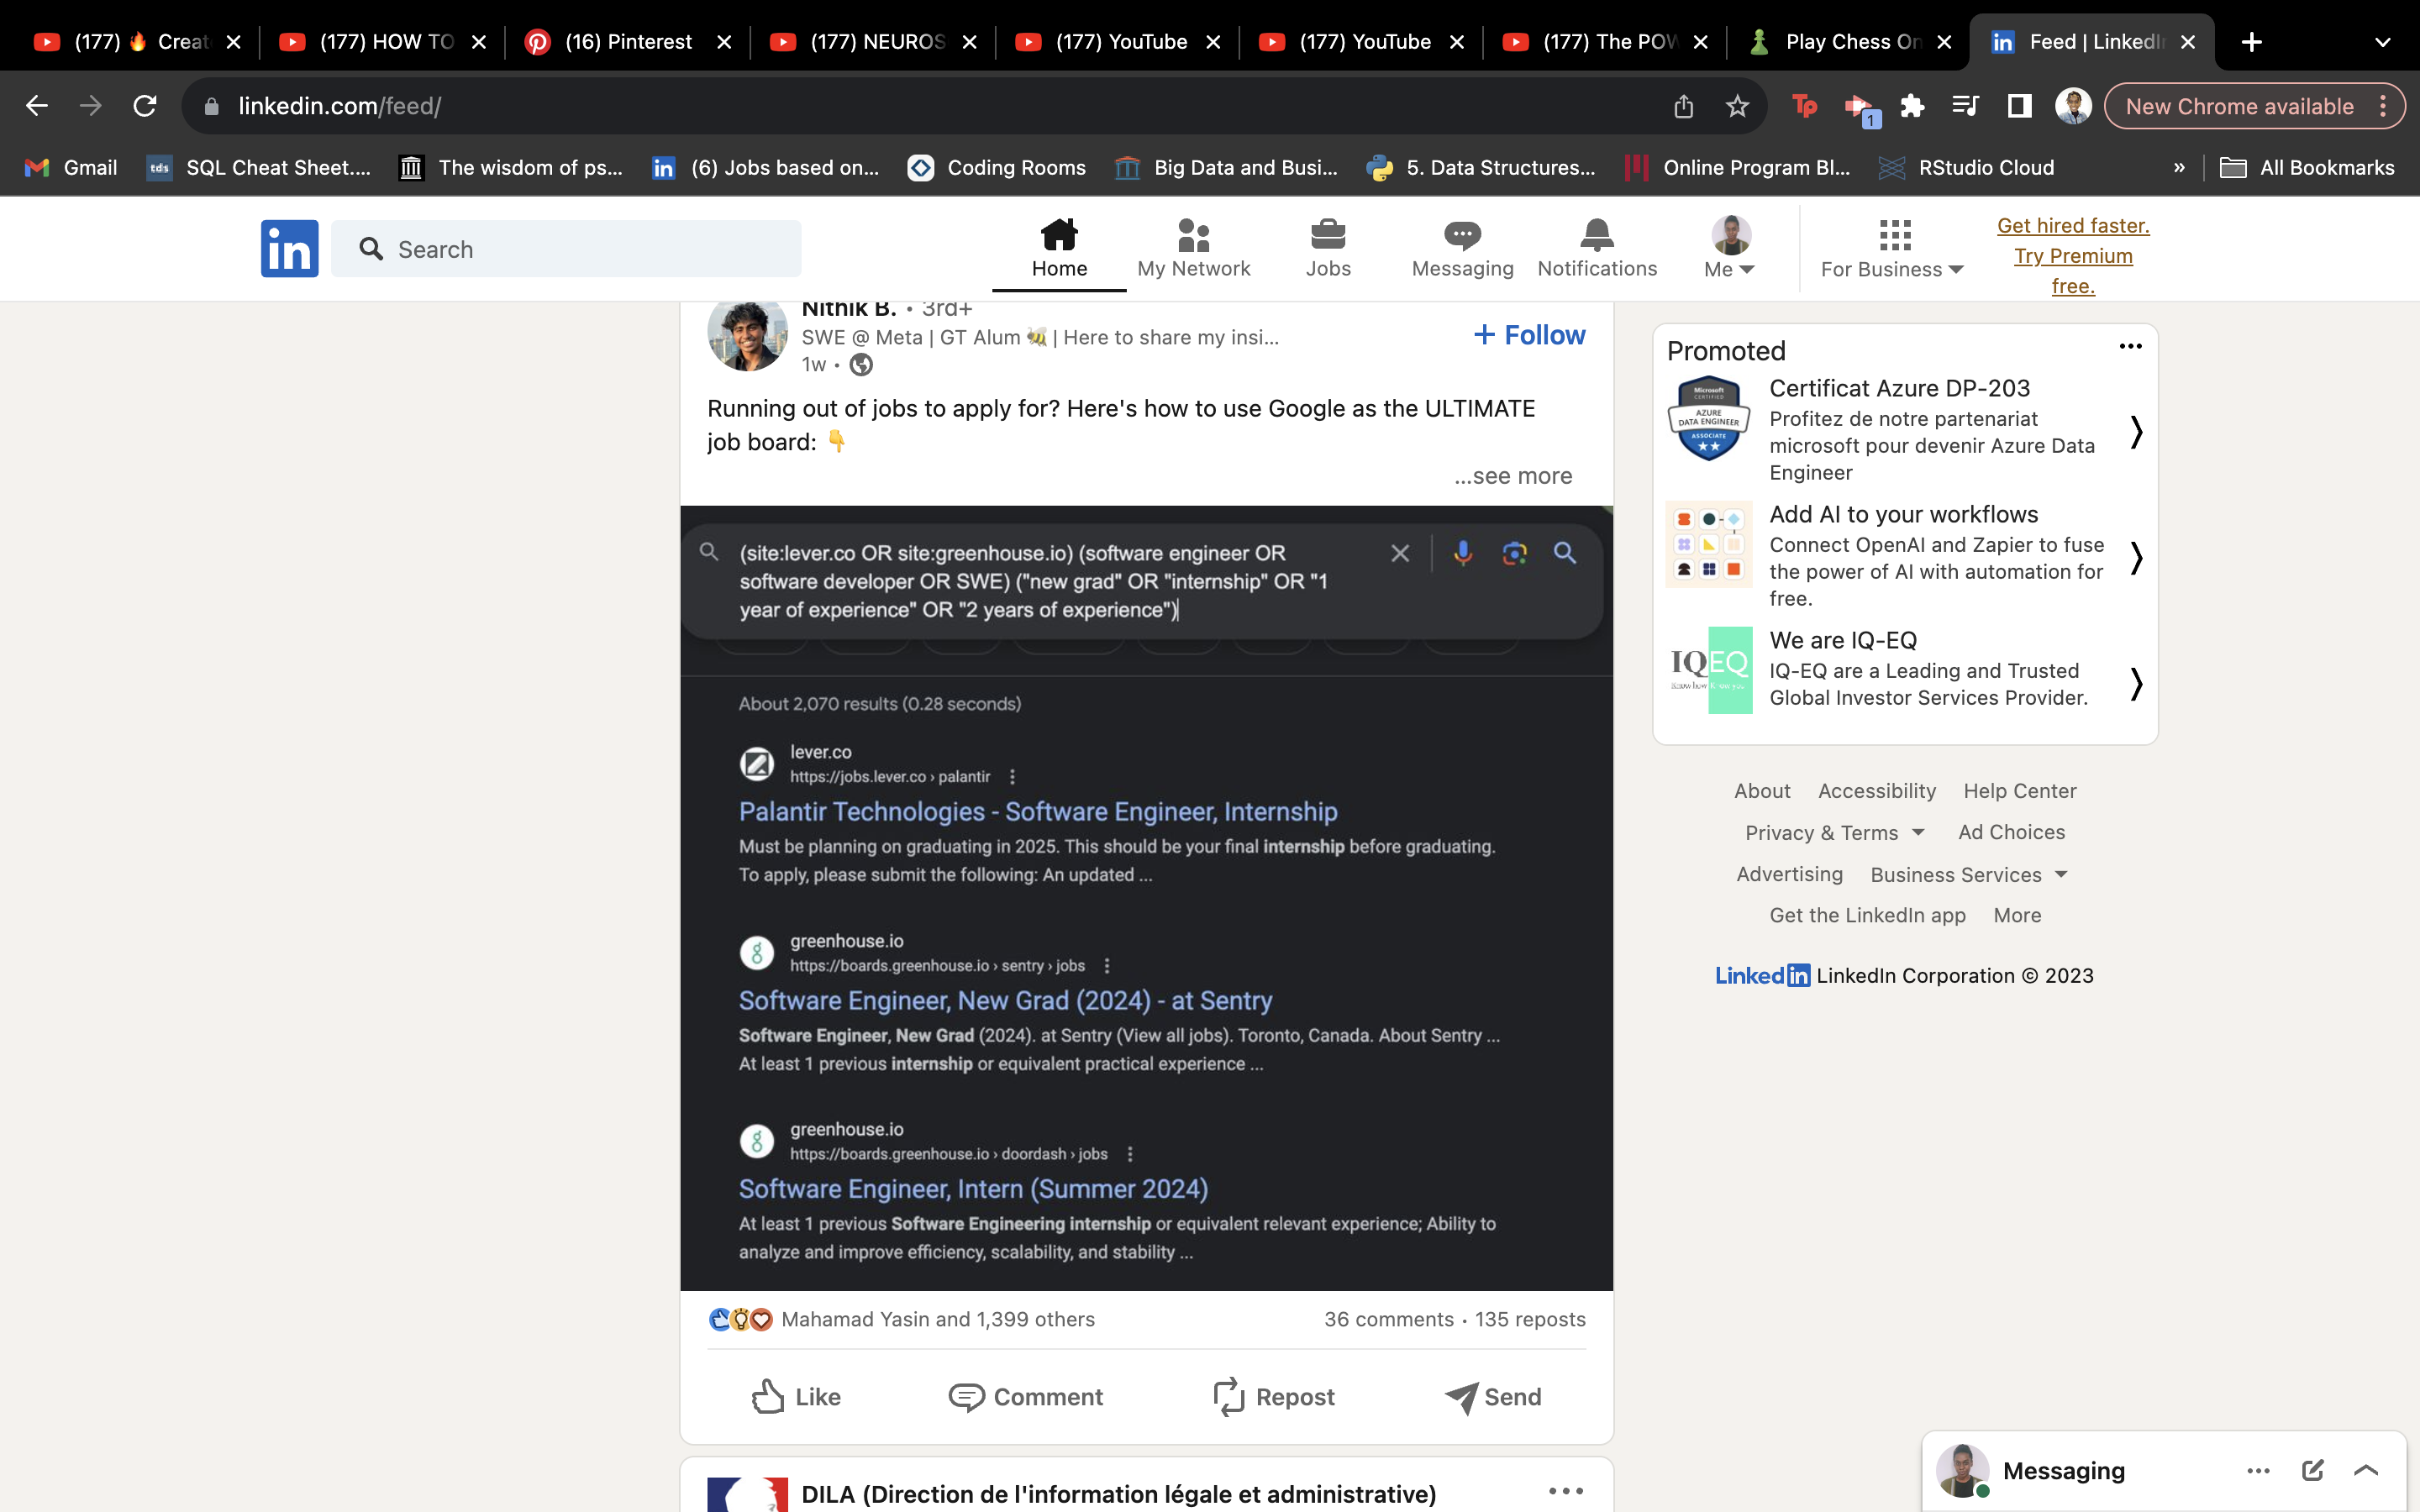 (177) 🔥 Creat
(177) HOW TO
(16) Pinterest
(177) NEUROS
(177) YouTube
(177) YouTube
(177) The POW
Play Chess On
Feed | LinkedIn
linkedin.com/feed/
1
New Chrome available
Gmail
tds
SQL Cheat Sheet....
The wisdom of ps...
(6) Jobs based on...
Coding Rooms
Big Data and Busi...
5. Data Structures...
Online Program Bl...
RStudio Cloud
»
All Bookmarks
in
Search
Home
My Network
Jobs
Messaging
Notifications
Me
For Business
Get hired faster.
Try Premium
free.
Nithik B. • 3rd+
SWE @ Meta | GT Alum 🐝 | Here to share my insi...
1w •
+ Follow
Running out of jobs to apply for? Here's how to use Google as the ULTIMATE
job board: 👇
...see more
(site:lever.co OR site:greenhouse.io) (software engineer OR
software developer OR SWE) ("new grad" OR "internship" OR "1
year of experience" OR "2 years of experience")
About 2,070 results (0.28 seconds)
lever.co
https://jobs.lever.co › palantir
Palantir Technologies - Software Engineer, Internship
Must be planning on graduating in 2025. This should be your final internship before graduating.
To apply, please submit the following: An updated ...
greenhouse.io
https://boards.greenhouse.io › sentry › jobs
Software Engineer, New Grad (2024) - at Sentry
Software Engineer, New Grad (2024). at Sentry (View all jobs). Toronto, Canada. About Sentry ...
At least 1 previous internship or equivalent practical experience ...
greenhouse.io
https://boards.greenhouse.io › doordash › jobs
Software Engineer, Intern (Summer 2024)
At least 1 previous Software Engineering internship or equivalent relevant experience; Ability to
analyze and improve efficiency, scalability, and stability ...
Mahamad Yasin and 1,399 others
36 comments • 135 reposts
Like
Comment
Repost
Send
DILA (Direction de l'information légale et administrative)
Promoted
Microsoft
CERTIFIED
AZURE
DATA ENGINEER
ASSOCIATE
Certificat Azure DP-203
Profitez de notre partenariat
microsoft pour devenir Azure Data
Engineer
Add AI to your workflows
Connect OpenAI and Zapier to fuse
the power of AI with automation for
free.
IQEQ
Know how Know you.
We are IQ-EQ
IQ-EQ are a Leading and Trusted
Global Investor Services Provider.
About
Accessibility
Help Center
Privacy & Terms
Ad Choices
Advertising
Business Services
Get the LinkedIn app
More
LinkedIn LinkedIn Corporation © 2023
Messaging